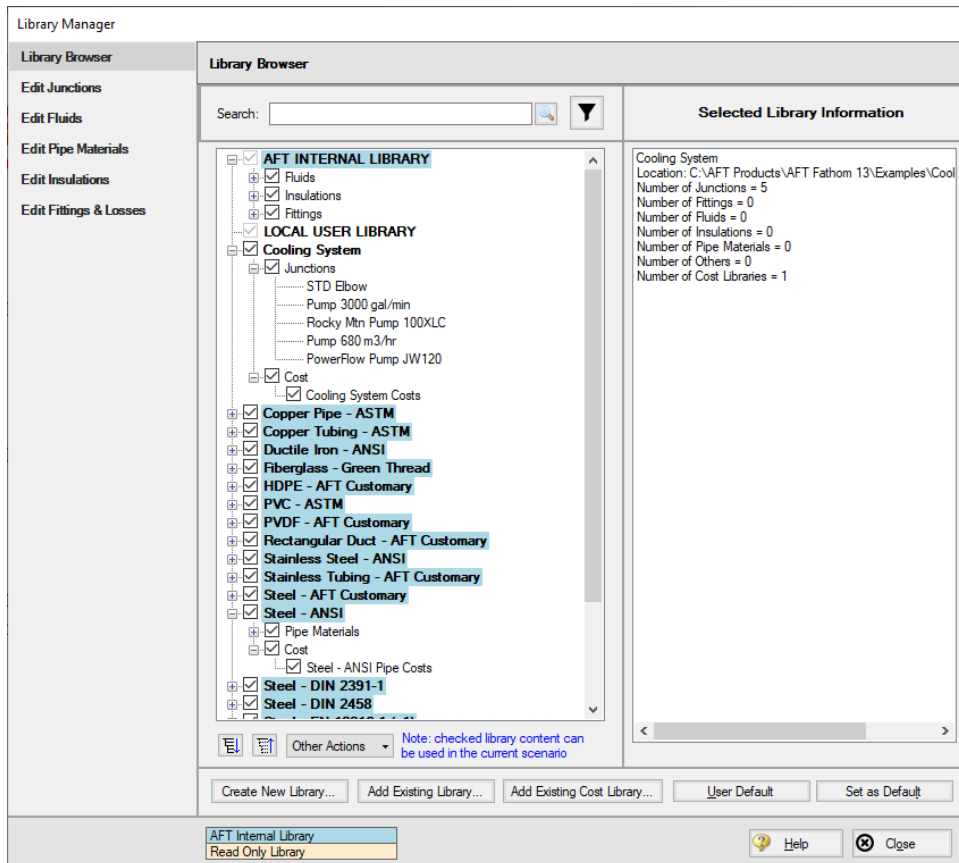 Library Manager
Library Browser
Edit Junctions
Edit Fluids
Edit Pipe Materials
Edit Insulations
Edit Fittings & Losses
Library Browser
Search:
AFT INTERNAL LIBRARY
Fluids
Insulations
Fittings
LOCAL USER LIBRARY
Cooling System
Junctions
STD Elbow
Pump 3000 gal/min
Rocky Mtn Pump 100XLC
Pump 680 m3/hr
PowerFlow Pump JW120
Cost
Cooling System Costs
Copper Pipe - ASTM
Copper Tubing - ASTM
Ductile Iron - ANSI
Fiberglass - Green Thread
HDPE - AFT Customary
PVC - ASTM
PVDF - AFT Customary
Rectangular Duct - AFT Customary
Stainless Steel - ANSI
Stainless Tubing - AFT Customary
Steel - AFT Customary
Steel - ANSI
Pipe Materials
Cost
Steel - ANSI Pipe Costs
Steel - DIN 2391-1
Steel - DIN 2458
Other Actions
Note: checked library content can
be used in the current scenario
Selected Library Information
Cooling System
Location: C:\AFT Products\AFT Fathom 13\Examples\Cool
Number of Junctions = 5
Number of Fittings = 0
Number of Fluids = 0
Number of Insulations = 0
Number of Pipe Materials = 0
Number of Others = 0
Number of Cost Libraries = 1
Create New Library...
Add Existing Library...
Add Existing Cost Library...
User Default
Set as Default
AFT Internal Library
Read Only Library
Help
Close